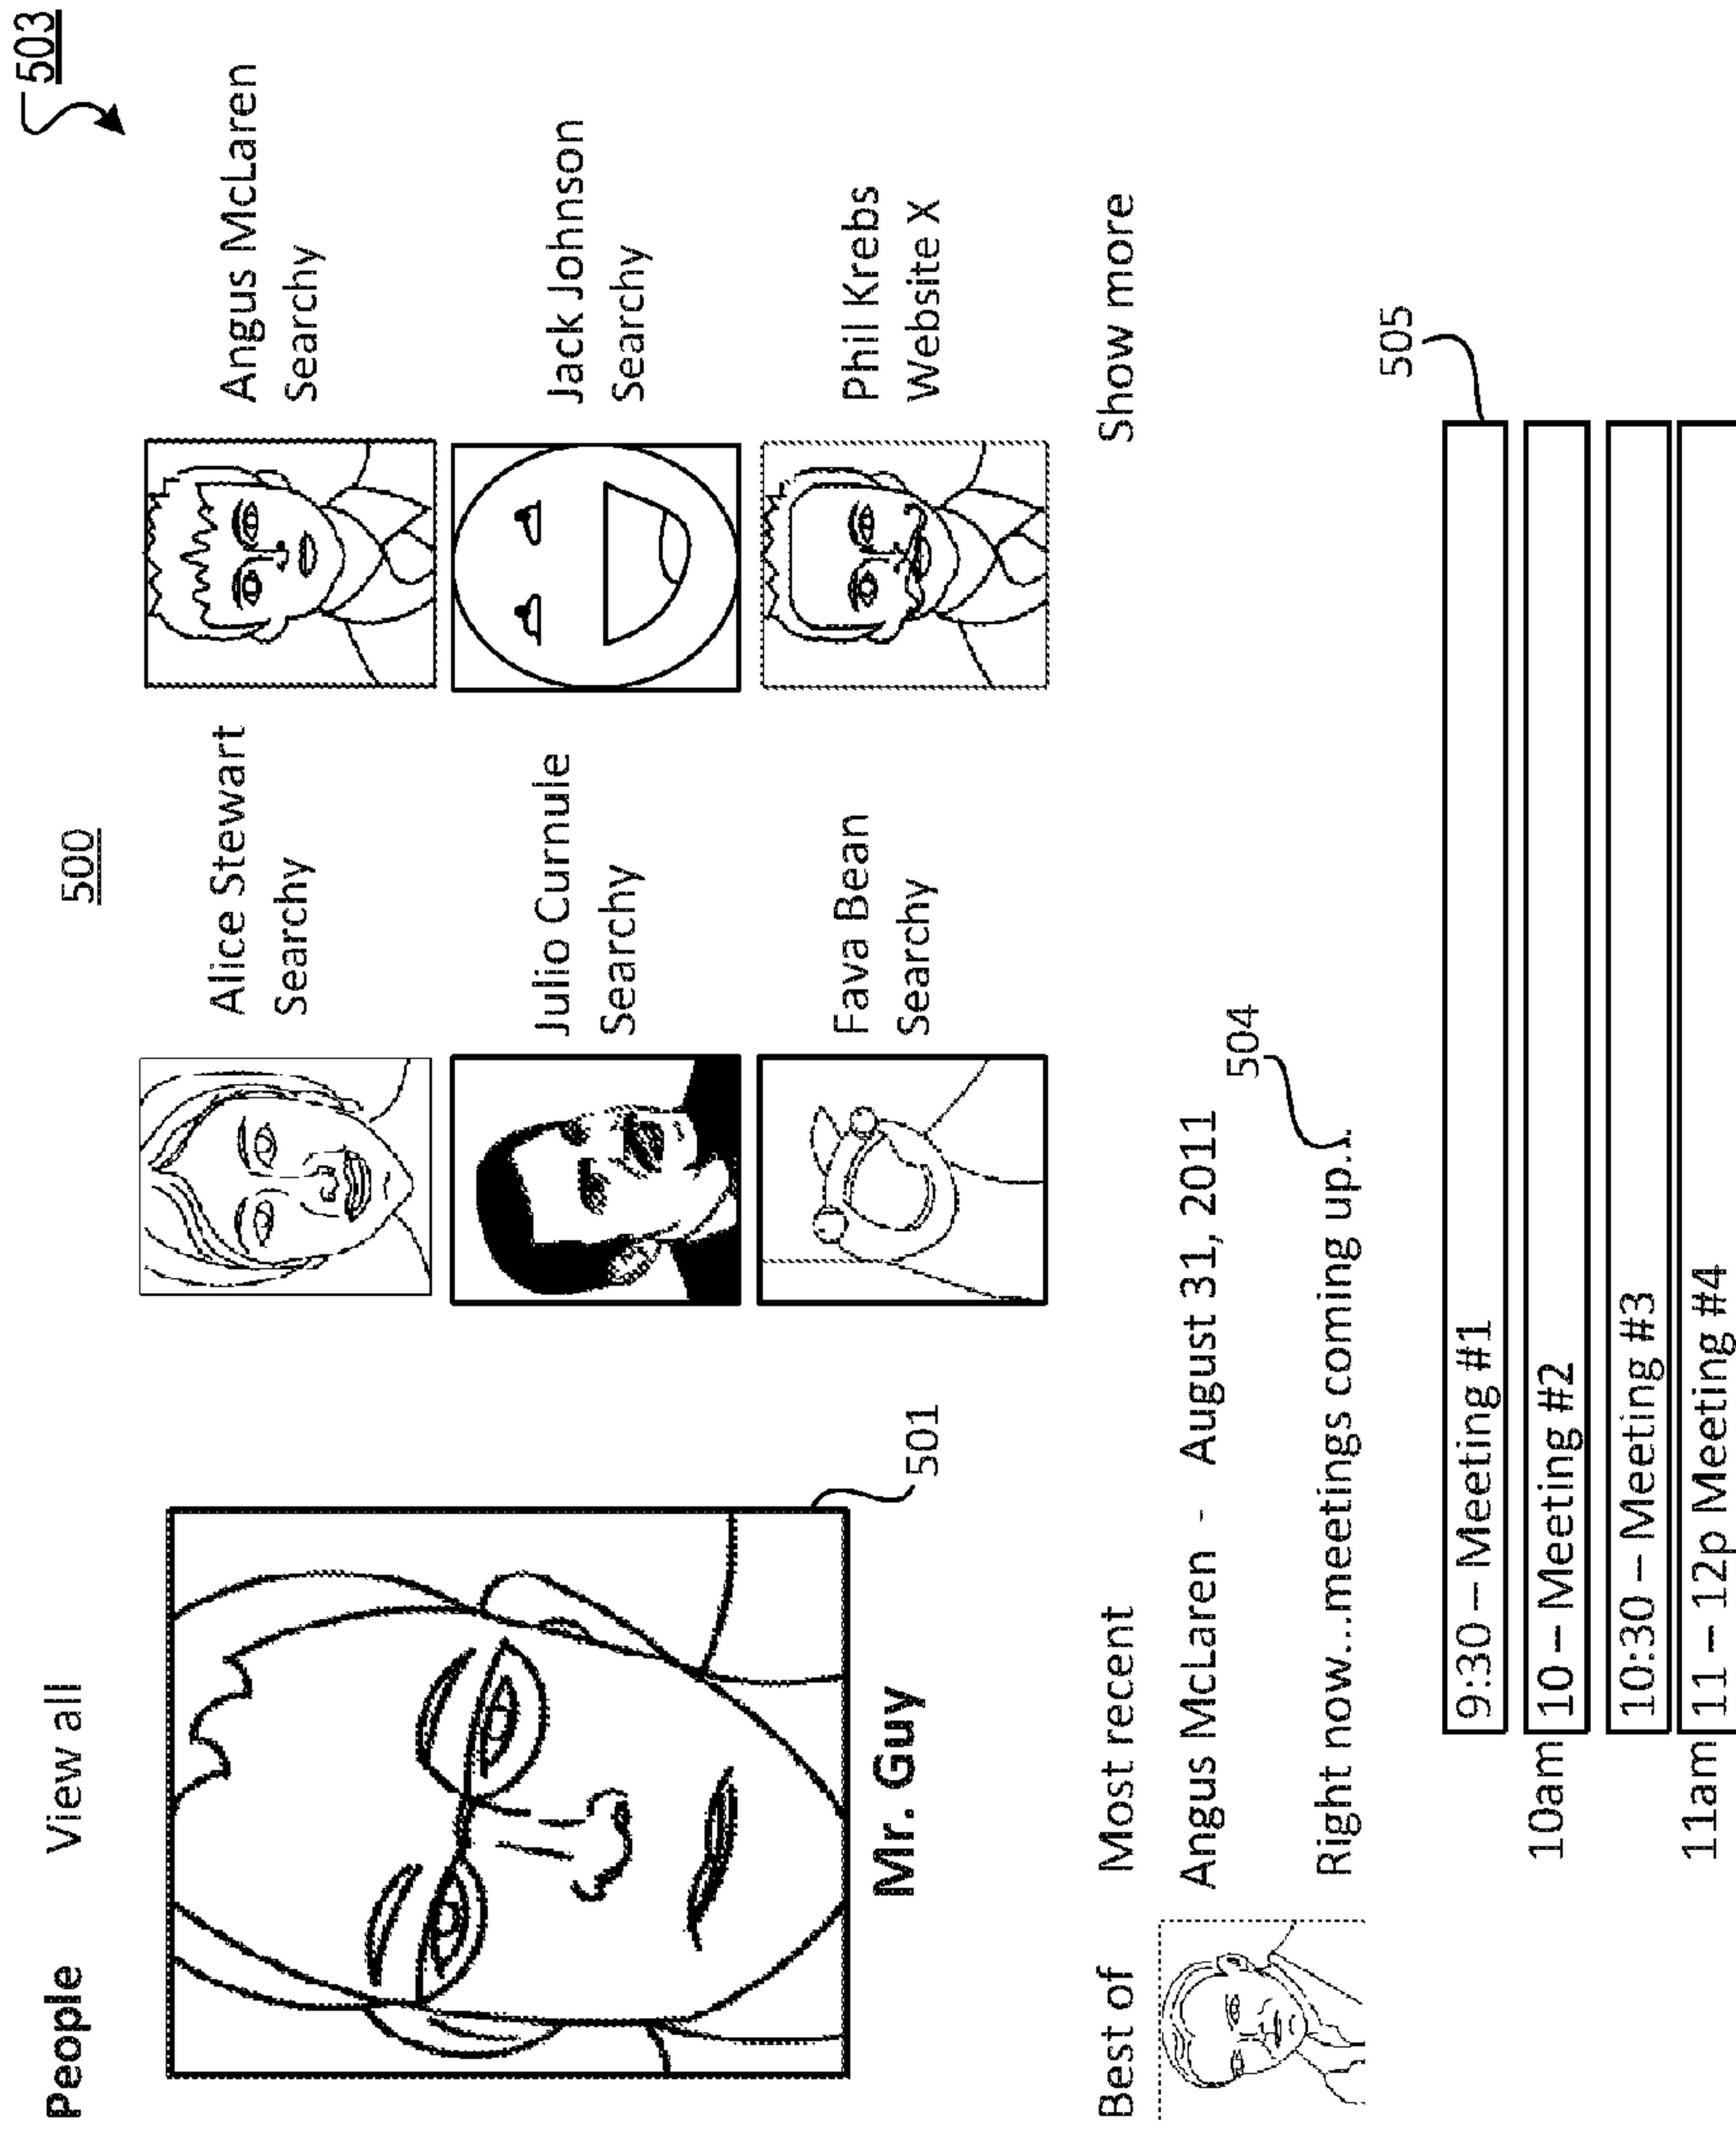 500
503
People View all
Alice Stewart
Searchy
Angus McLaren
Searchy
Julio Curnule
Searchy
Jack Johnson
Searchy
Fava Bean
Searchy
Phil Krebs
Website X
501
Mr. Guy
Show more
Best of Most recent
Angus McLaren - August 31, 2011
504
Right now...meetings coming up...
505
9:30 – Meeting #1
10am 10 – Meeting #2
10:30 – Meeting #3
11am 11 – 12p Meeting #4